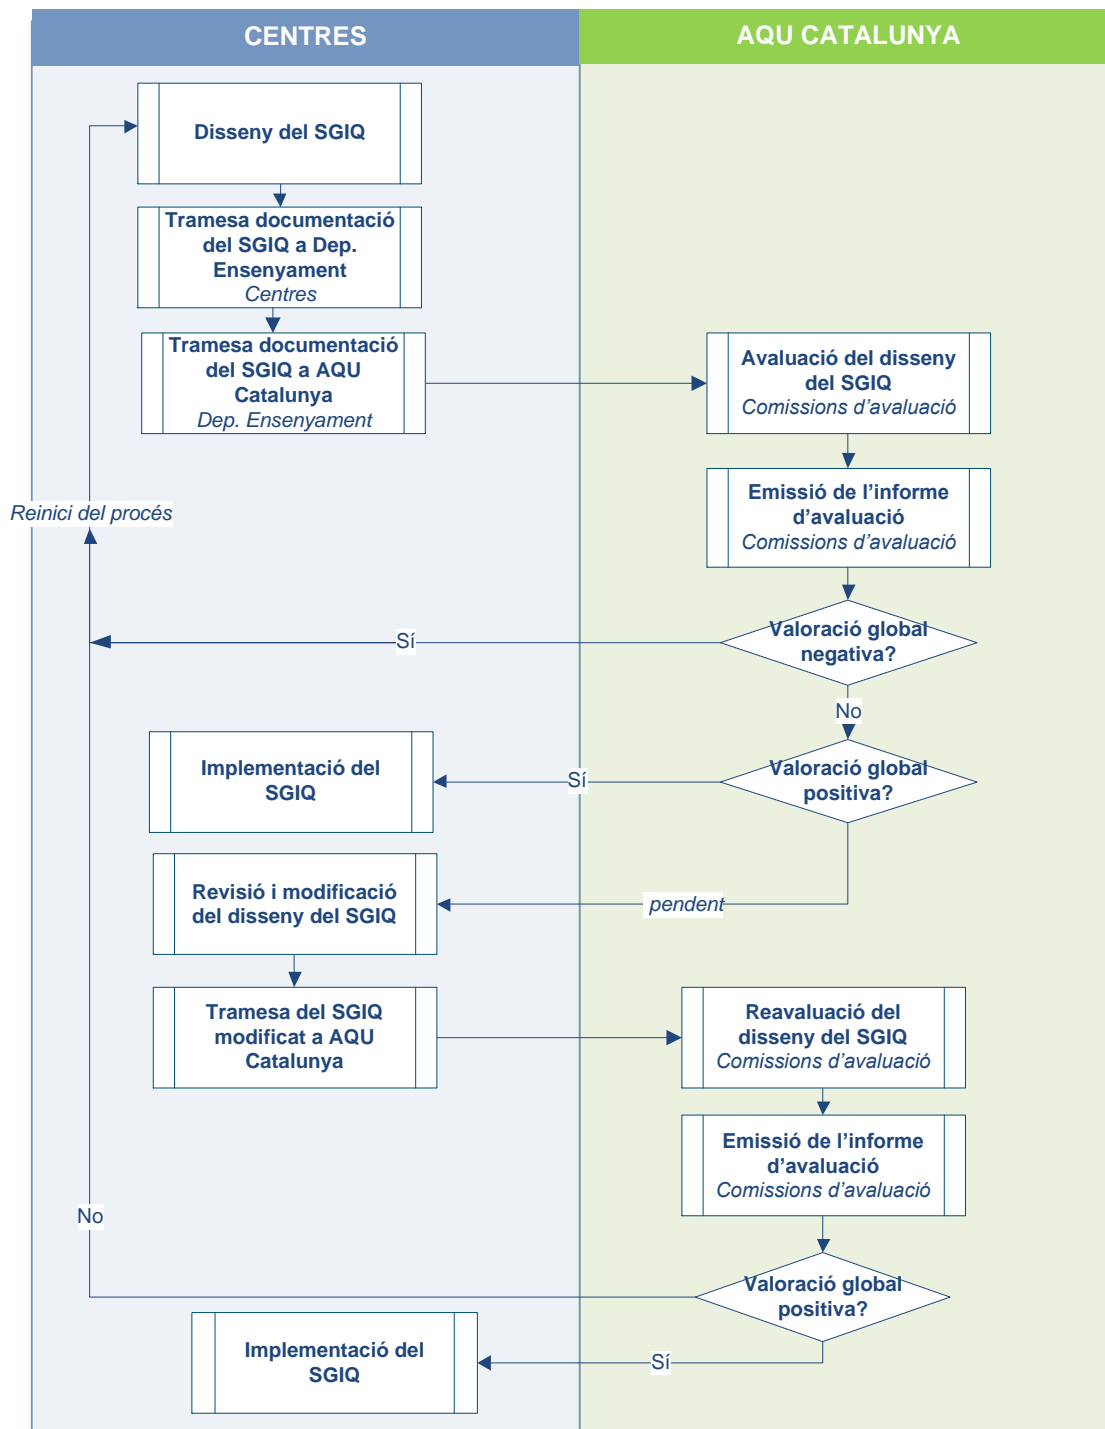 CENTRES
AQU CATALUNYA
Disseny del SGIQ
Tramesa documentació
del SGIQ a Dep.
Ensenyament
Centres
Tramesa documentació
del SGIQ a AQU
Catalunya
Dep. Ensenyament
Avaluació del disseny
del SGIQ
Comissions d’avaluació
Emissió de l’informe
d’avaluació
Comissions d’avaluació
Reinici del procés
Valoració global
negativa?
Sí
No
Valoració global
positiva?
Sí
Implementació del
SGIQ
Revisió i modificació
del disseny del SGIQ
pendent
Tramesa del SGIQ
modificat a AQU
Catalunya
Reavaluació del
disseny del SGIQ
Comissions d’avaluació
Emissió de l’informe
d’avaluació
Comissions d’avaluació
No
Valoració global
positiva?
Sí
Implementació del
SGIQ